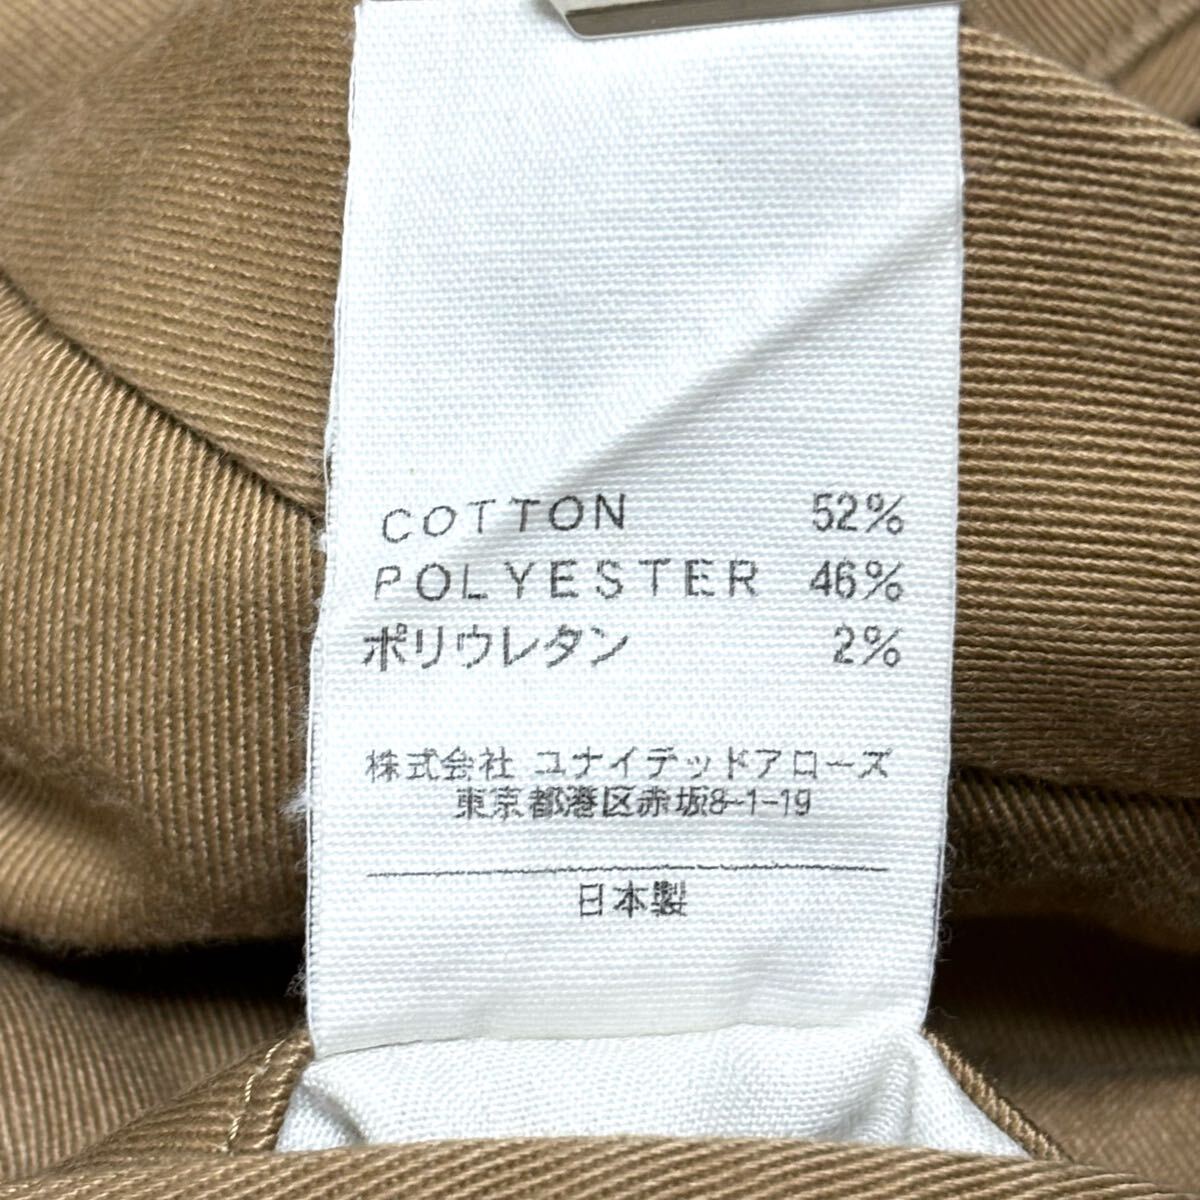 COTTON 52%
POLYESTER 46%
ポリウレタン 2%
株式会社 ユナイテッドアローズ
東京都港区赤坂8-1-19
日本製